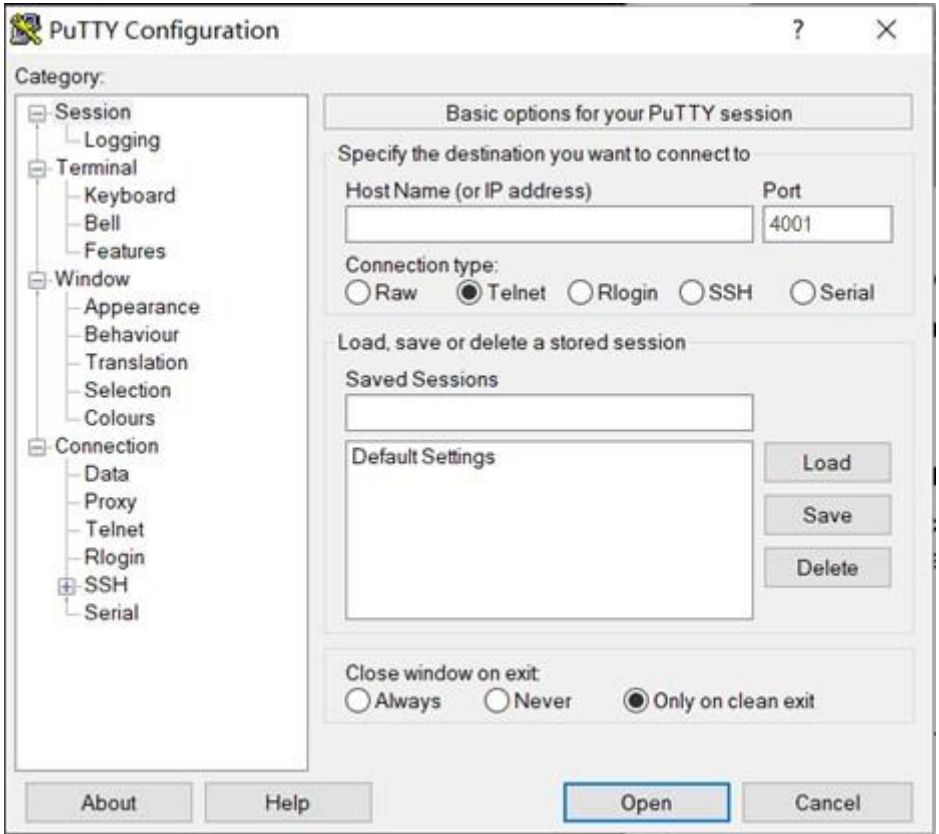 PuTTY Configuration
?
Category:
Session
Logging
Terminal
Keyboard
Bell
Features
Window
Appearance
Behaviour
Translation
Selection
Colours
Connection
Data
Proxy
Telnet
Rlogin
SSH
Serial
Basic options for your PuTTY session
Specify the destination you want to connect to
Host Name (or IP address) Port
4001
Connection type:
Raw Telnet Rlogin SSH Serial
Load, save or delete a stored session
Saved Sessions
Default Settings
Load
Save
Delete
Close window on exit:
Always Never Only on clean exit
About Help Open Cancel